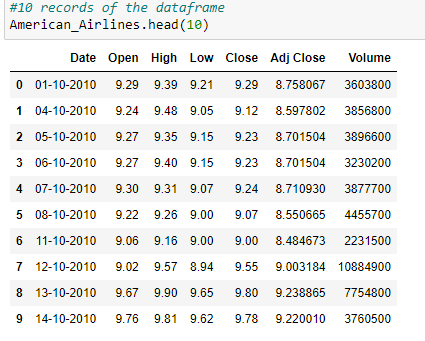 #10 records of the dataframe
American_Airlines.head(10)
Date Open High Low Close Adj Close Volume
0 01-10-2010 9.29 9.39 9.21 9.29 8.758067 3603800
1 04-10-2010 9.24 9.48 9.05 9.12 8.597802 3856800
2 05-10-2010 9.27 9.35 9.15 9.23 8.701504 3896600
3 06-10-2010 9.27 9.40 9.15 9.23 8.701504 3230200
4 07-10-2010 9.30 9.31 9.07 9.24 8.710930 3877700
5 08-10-2010 9.22 9.26 9.00 9.07 8.550665 4455700
6 11-10-2010 9.06 9.16 9.00 9.00 8.484673 2231500
7 12-10-2010 9.02 9.57 8.94 9.55 9.003184 10884900
8 13-10-2010 9.67 9.90 9.65 9.80 9.238865 7754800
9 14-10-2010 9.76 9.81 9.62 9.78 9.220010 3760500